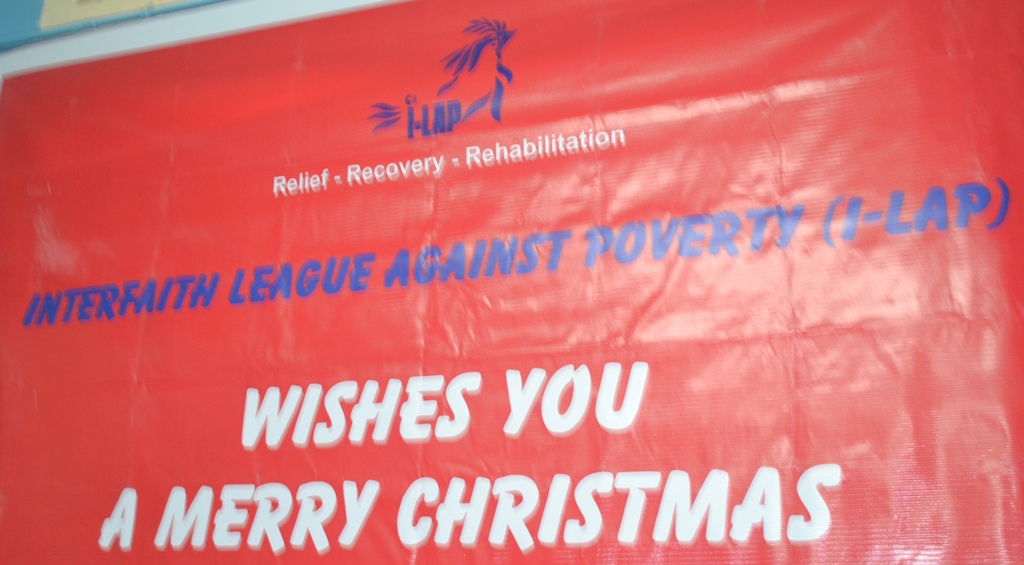 i-LAP
Relief - Recovery - Rehabilitation
INTERFAITH LEAGUE AGAINST POVERTY (I-LAP)
WISHES YOU
A MERRY CHRISTMAS